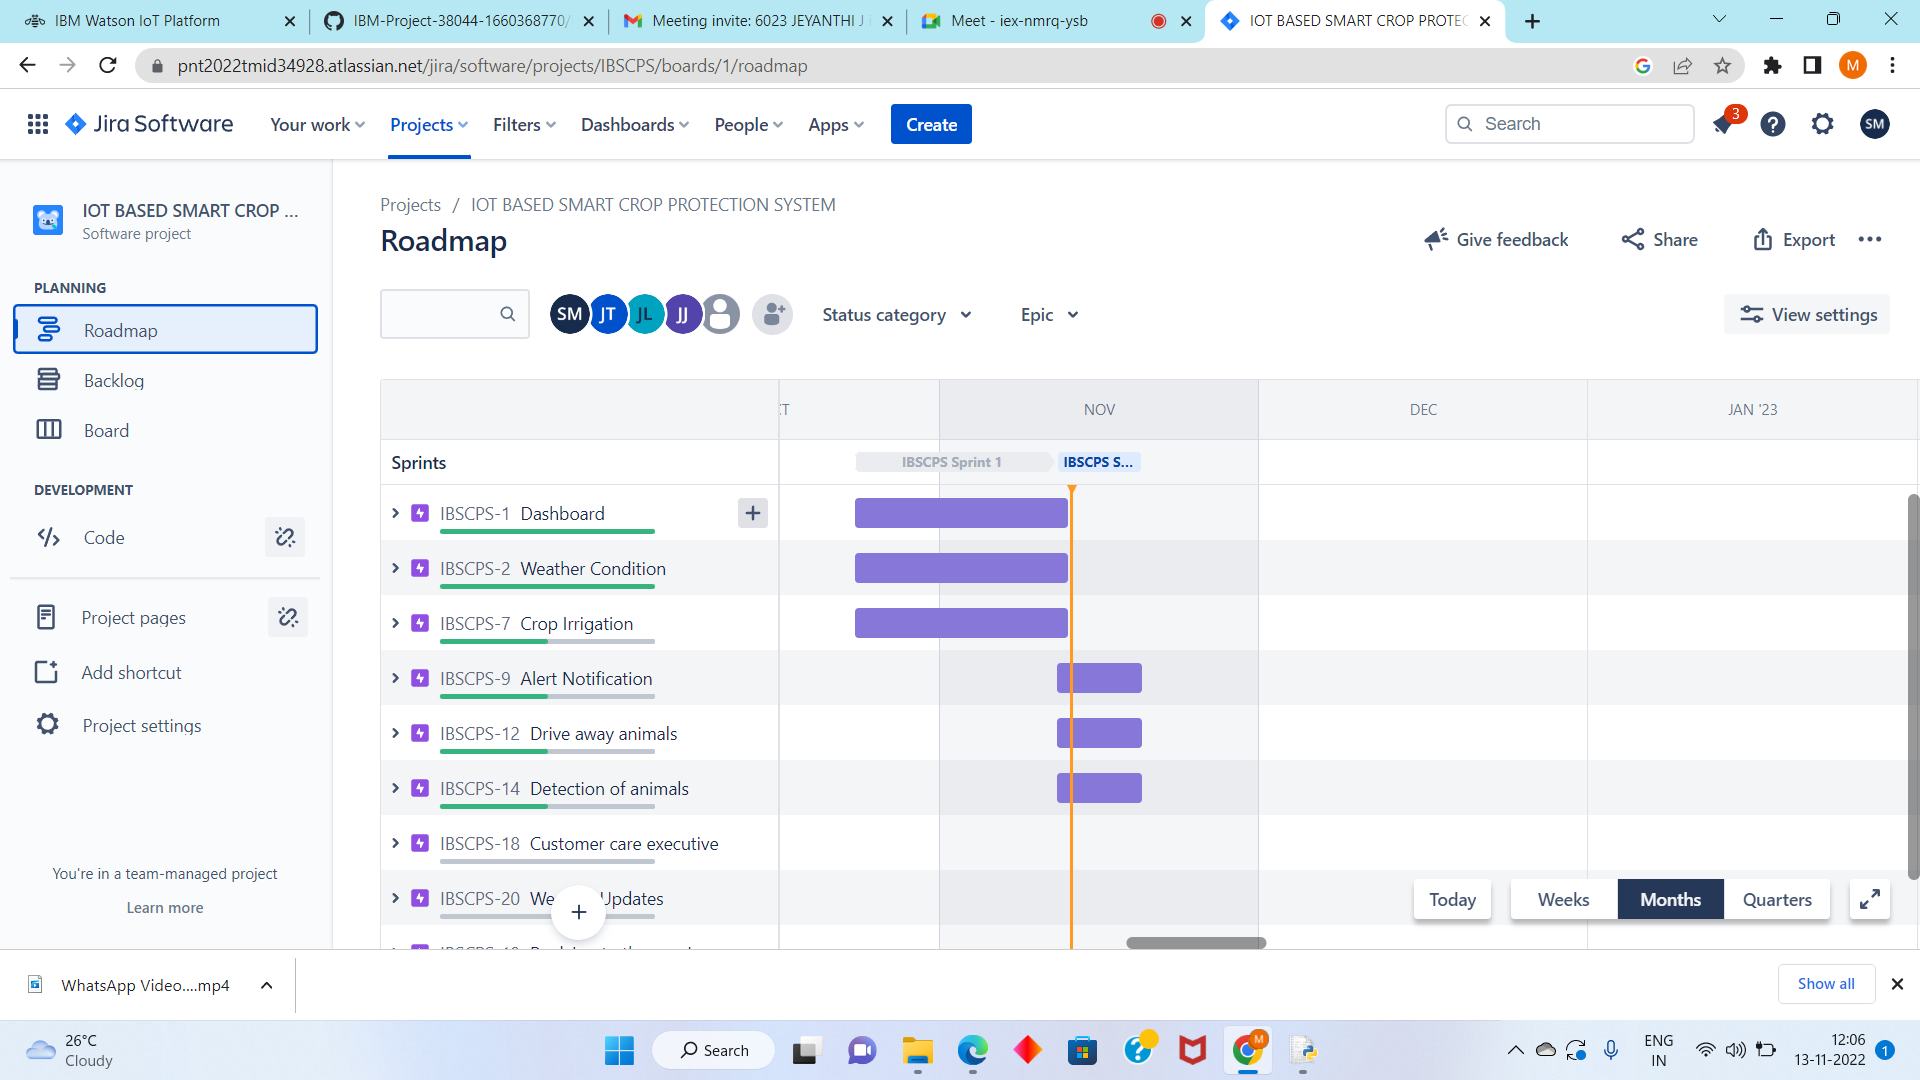 IBM Watson IoT Platform
IBM-Project-38044-1660368770/
Meeting invite: 6023 JEYANTHI J i
Meet - iex-nmrq-ysb
IOT BASED SMART CROP PROTEC
pnt2022tmid34928.atlassian.net/jira/software/projects/IBSCPS/boards/1/roadmap
M
Jira Software
Your work
Projects
Filters
Dashboards
People
Apps
Create
Search
3
SM
IOT BASED SMART CROP ...
Software project
PLANNING
Roadmap
Backlog
Board
DEVELOPMENT
Code
Project pages
Add shortcut
Project settings
You're in a team-managed project
Learn more
Projects / IOT BASED SMART CROP PROTECTION SYSTEM
Roadmap
Give feedback
Share
Export
SM
JT
JL
JJ
Status category
Epic
View settings
NOV
DEC
JAN '23
Sprints
IBSCPS Sprint 1
IBSCPS S...
IBSCPS-1 Dashboard
IBSCPS-2 Weather Condition
IBSCPS-7 Crop Irrigation
IBSCPS-9 Alert Notification
IBSCPS-12 Drive away animals
IBSCPS-14 Detection of animals
IBSCPS-18 Customer care executive
IBSCPS-20 We Updates
Today
Weeks
Months
Quarters
WhatsApp Video....mp4
Show all
26°C
Cloudy
Search
M
ENG
IN
12:06
13-11-2022
1